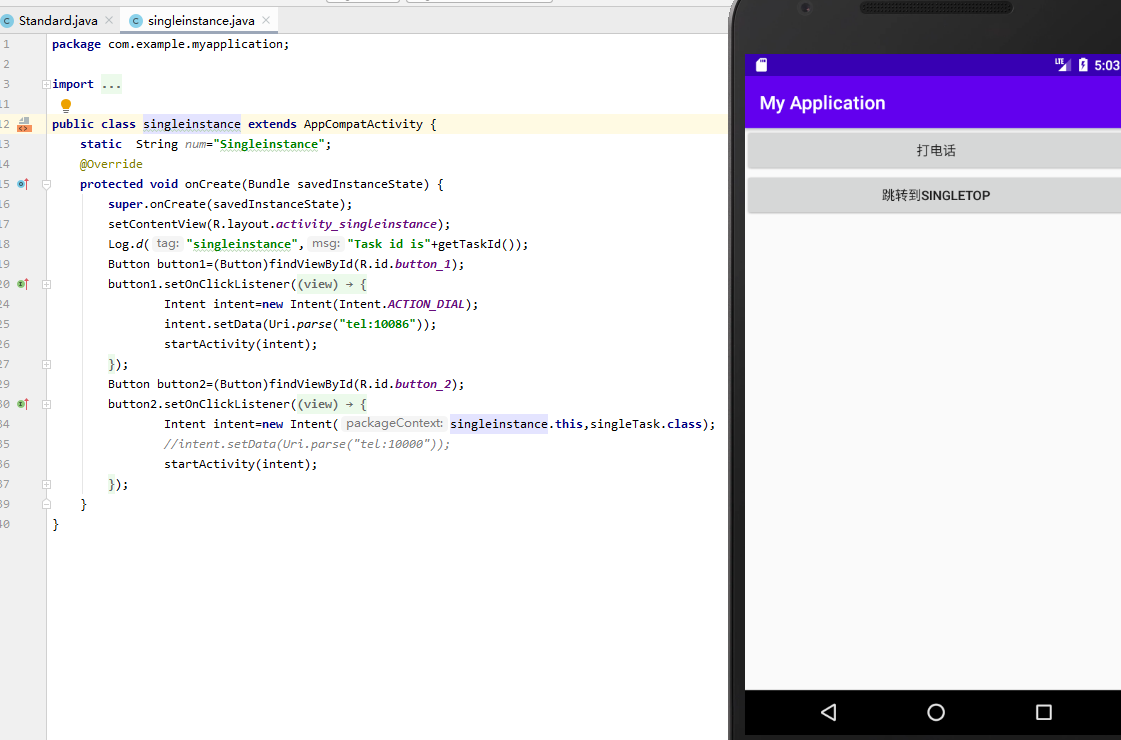 Standard.java
singleinstance.java
1 package com.example.myapplication;
2
3 import ...
11
12 public class singleinstance extends AppCompatActivity {
13 static String num="Singleinstance";
14 @Override
15 protected void onCreate(Bundle savedInstanceState) {
16 super.onCreate(savedInstanceState);
17 setContentView(R.layout.activity_singleinstance);
18 Log.d( tag: "singleinstance", msg: "Task id is"+getTaskId());
19 Button button1=(Button)findViewById(R.id.button_1);
20 button1.setOnClickListener((view) → {
24 Intent intent=new Intent(Intent.ACTION_DIAL);
25 intent.setData(Uri.parse("tel:10086"));
26 startActivity(intent);
27 });
29 Button button2=(Button)findViewById(R.id.button_2);
30 button2.setOnClickListener((view) → {
34 Intent intent=new Intent( packageContext: singleinstance.this,singleTask.class);
35 //intent.setData(Uri.parse("tel:10000"));
36 startActivity(intent);
37 });
39 }
40 }
LTE 5:03
My Application
打电话
跳转到SINGLETOP